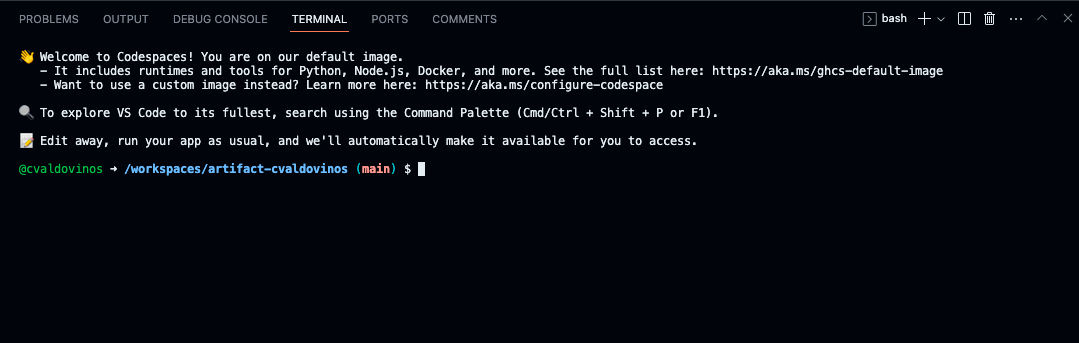 PROBLEMS OUTPUT DEBUG CONSOLE TERMINAL PORTS COMMENTS bash
👋 Welcome to Codespaces! You are on our default image.
- It includes runtimes and tools for Python, Node.js, Docker, and more. See the full list here: https://aka.ms/ghcs-default-image
- Want to use a custom image instead? Learn more here: https://aka.ms/configure-codespace
🔍 To explore VS Code to its fullest, search using the Command Palette (Cmd/Ctrl + Shift + P or F1).
📝 Edit away, run your app as usual, and we'll automatically make it available for you to access.
@cvaldovinos → /workspaces/artifact-cvaldovinos (main) $